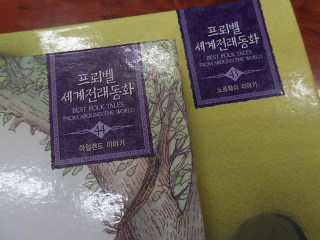 프뢰벨
세계전래동화
BEST FOLK TALES
FROM AROUND THE WORLD
44
아일랜드 이야기
프뢰벨
세계전래동화
BEST FOLK TALES
FROM AROUND THE WORLD
43
노르웨이 이야기